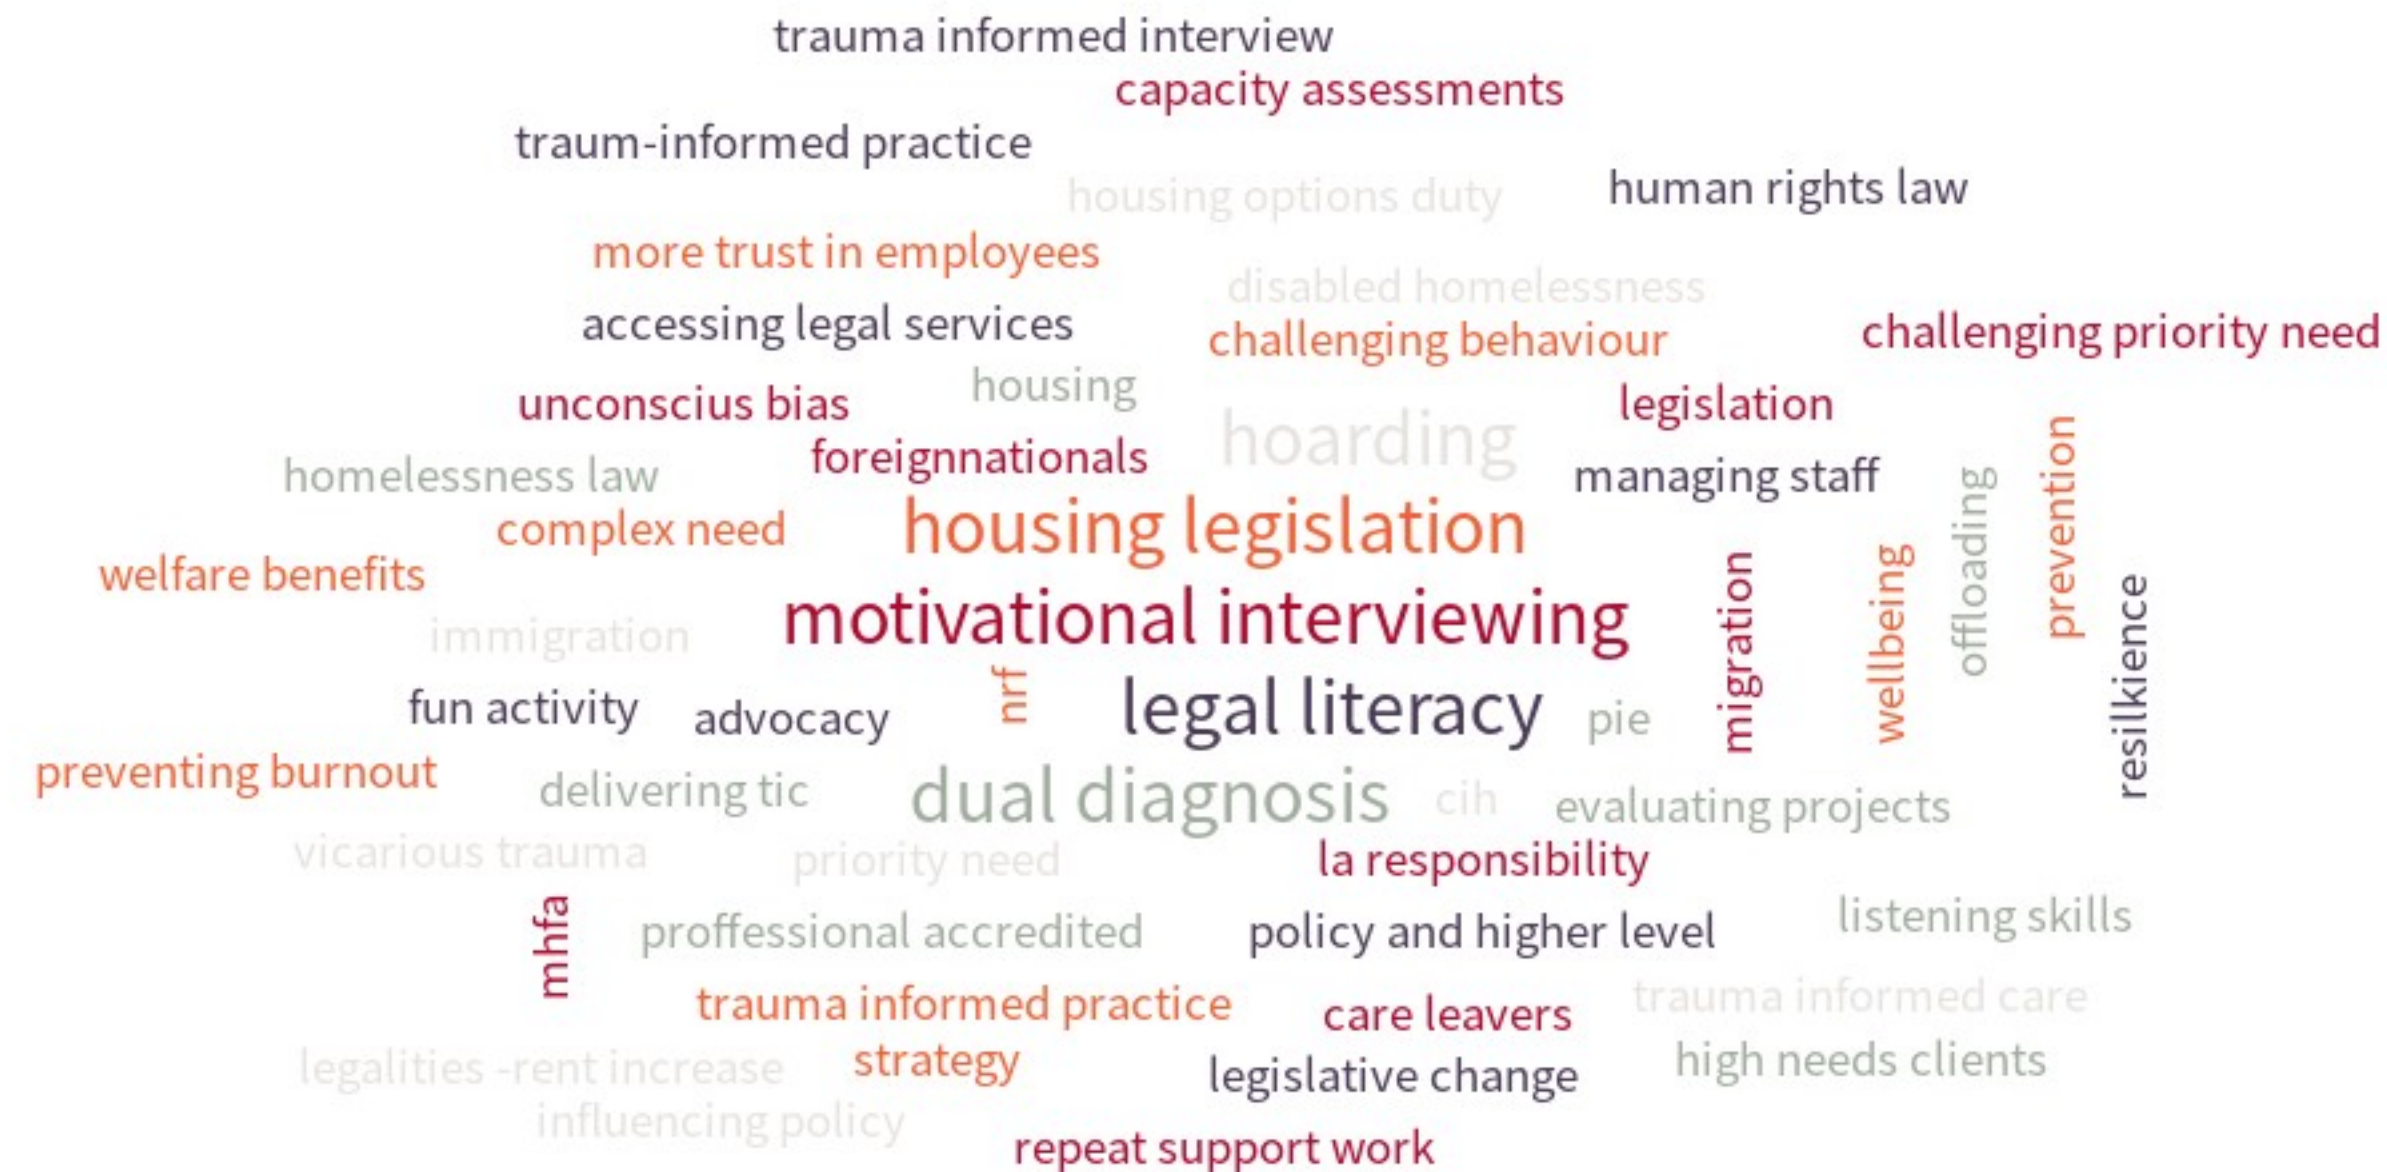 trauma informed interview
capacity assessments
traum-informed practice
housing options duty
human rights law
more trust in employees
disabled homelessness
accessing legal services
challenging behaviour
challenging priority need
housing
unconscius bias
legislation
hoarding
foreignnationals
homelessness law
managing staff
offloading
prevention
housing legislation
complex need
welfare benefits
motivational interviewing
immigration
migration
wellbeing
resilkience
nrf
fun activity
advocacy
legal literacy
pie
preventing burnout
delivering tic
dual diagnosis
cih
evaluating projects
vicarious trauma
priority need
la responsibility
mhfa
proffessional accredited
policy and higher level
listening skills
trauma informed practice
care leavers
trauma informed care
legalities -rent increase
strategy
legislative change
high needs clients
influencing policy
repeat support work